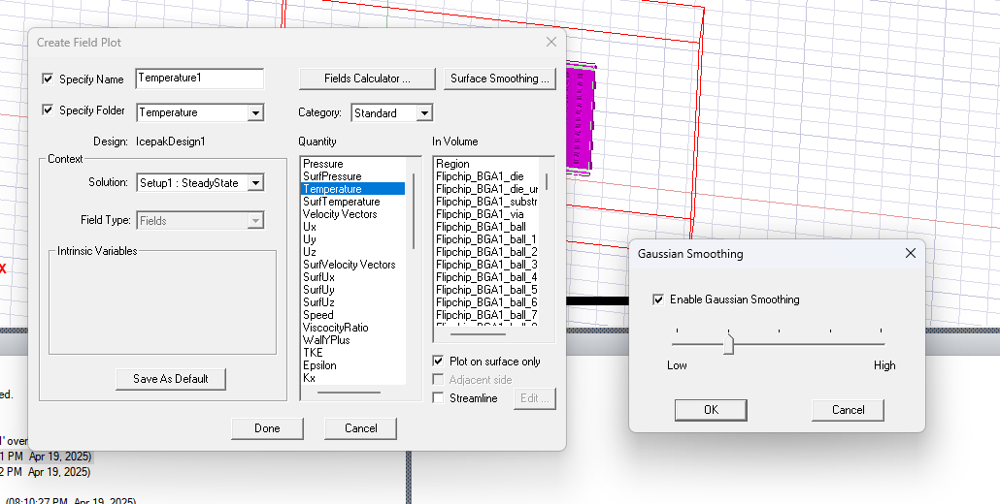 Create Field Plot
Specify Name
Temperature1
Fields Calculator ...
Surface Smoothing ...
Specify Folder
Temperature
Category:
Standard
Design:
IcepakDesign1
Quantity
In Volume
Context
Solution:
Setup1 : SteadyState
Field Type:
Fields
Intrinsic Variables
Save As Default
Pressure
SurfPressure
Temperature
SurfTemperature
Velocity Vectors
Ux
Uy
Uz
SurfVelocity Vectors
SurfUx
SurfUy
SurfUz
Speed
ViscocityRatio
WallYPlus
TKE
Epsilon
Kx
Region
Flipchip_BGA1_die
Flipchip_BGA1_die_ur
Flipchip_BGA1_substr
Flipchip_BGA1_via
Flipchip_BGA1_ball
Flipchip_BGA1_ball_1
Flipchip_BGA1_ball_2
Flipchip_BGA1_ball_3
Flipchip_BGA1_ball_4
Flipchip_BGA1_ball_5
Flipchip_BGA1_ball_6
Flipchip_BGA1_ball_7
Plot on surface only
Adjacent side
Streamline
Edit ...
Done
Cancel
Gaussian Smoothing
Enable Gaussian Smoothing
Low
High
OK
Cancel
X
ed.
l' over
1 PM Apr 19, 2025)
2 PM Apr 19, 2025)
(08:10:27 PM Apr 19, 2025)